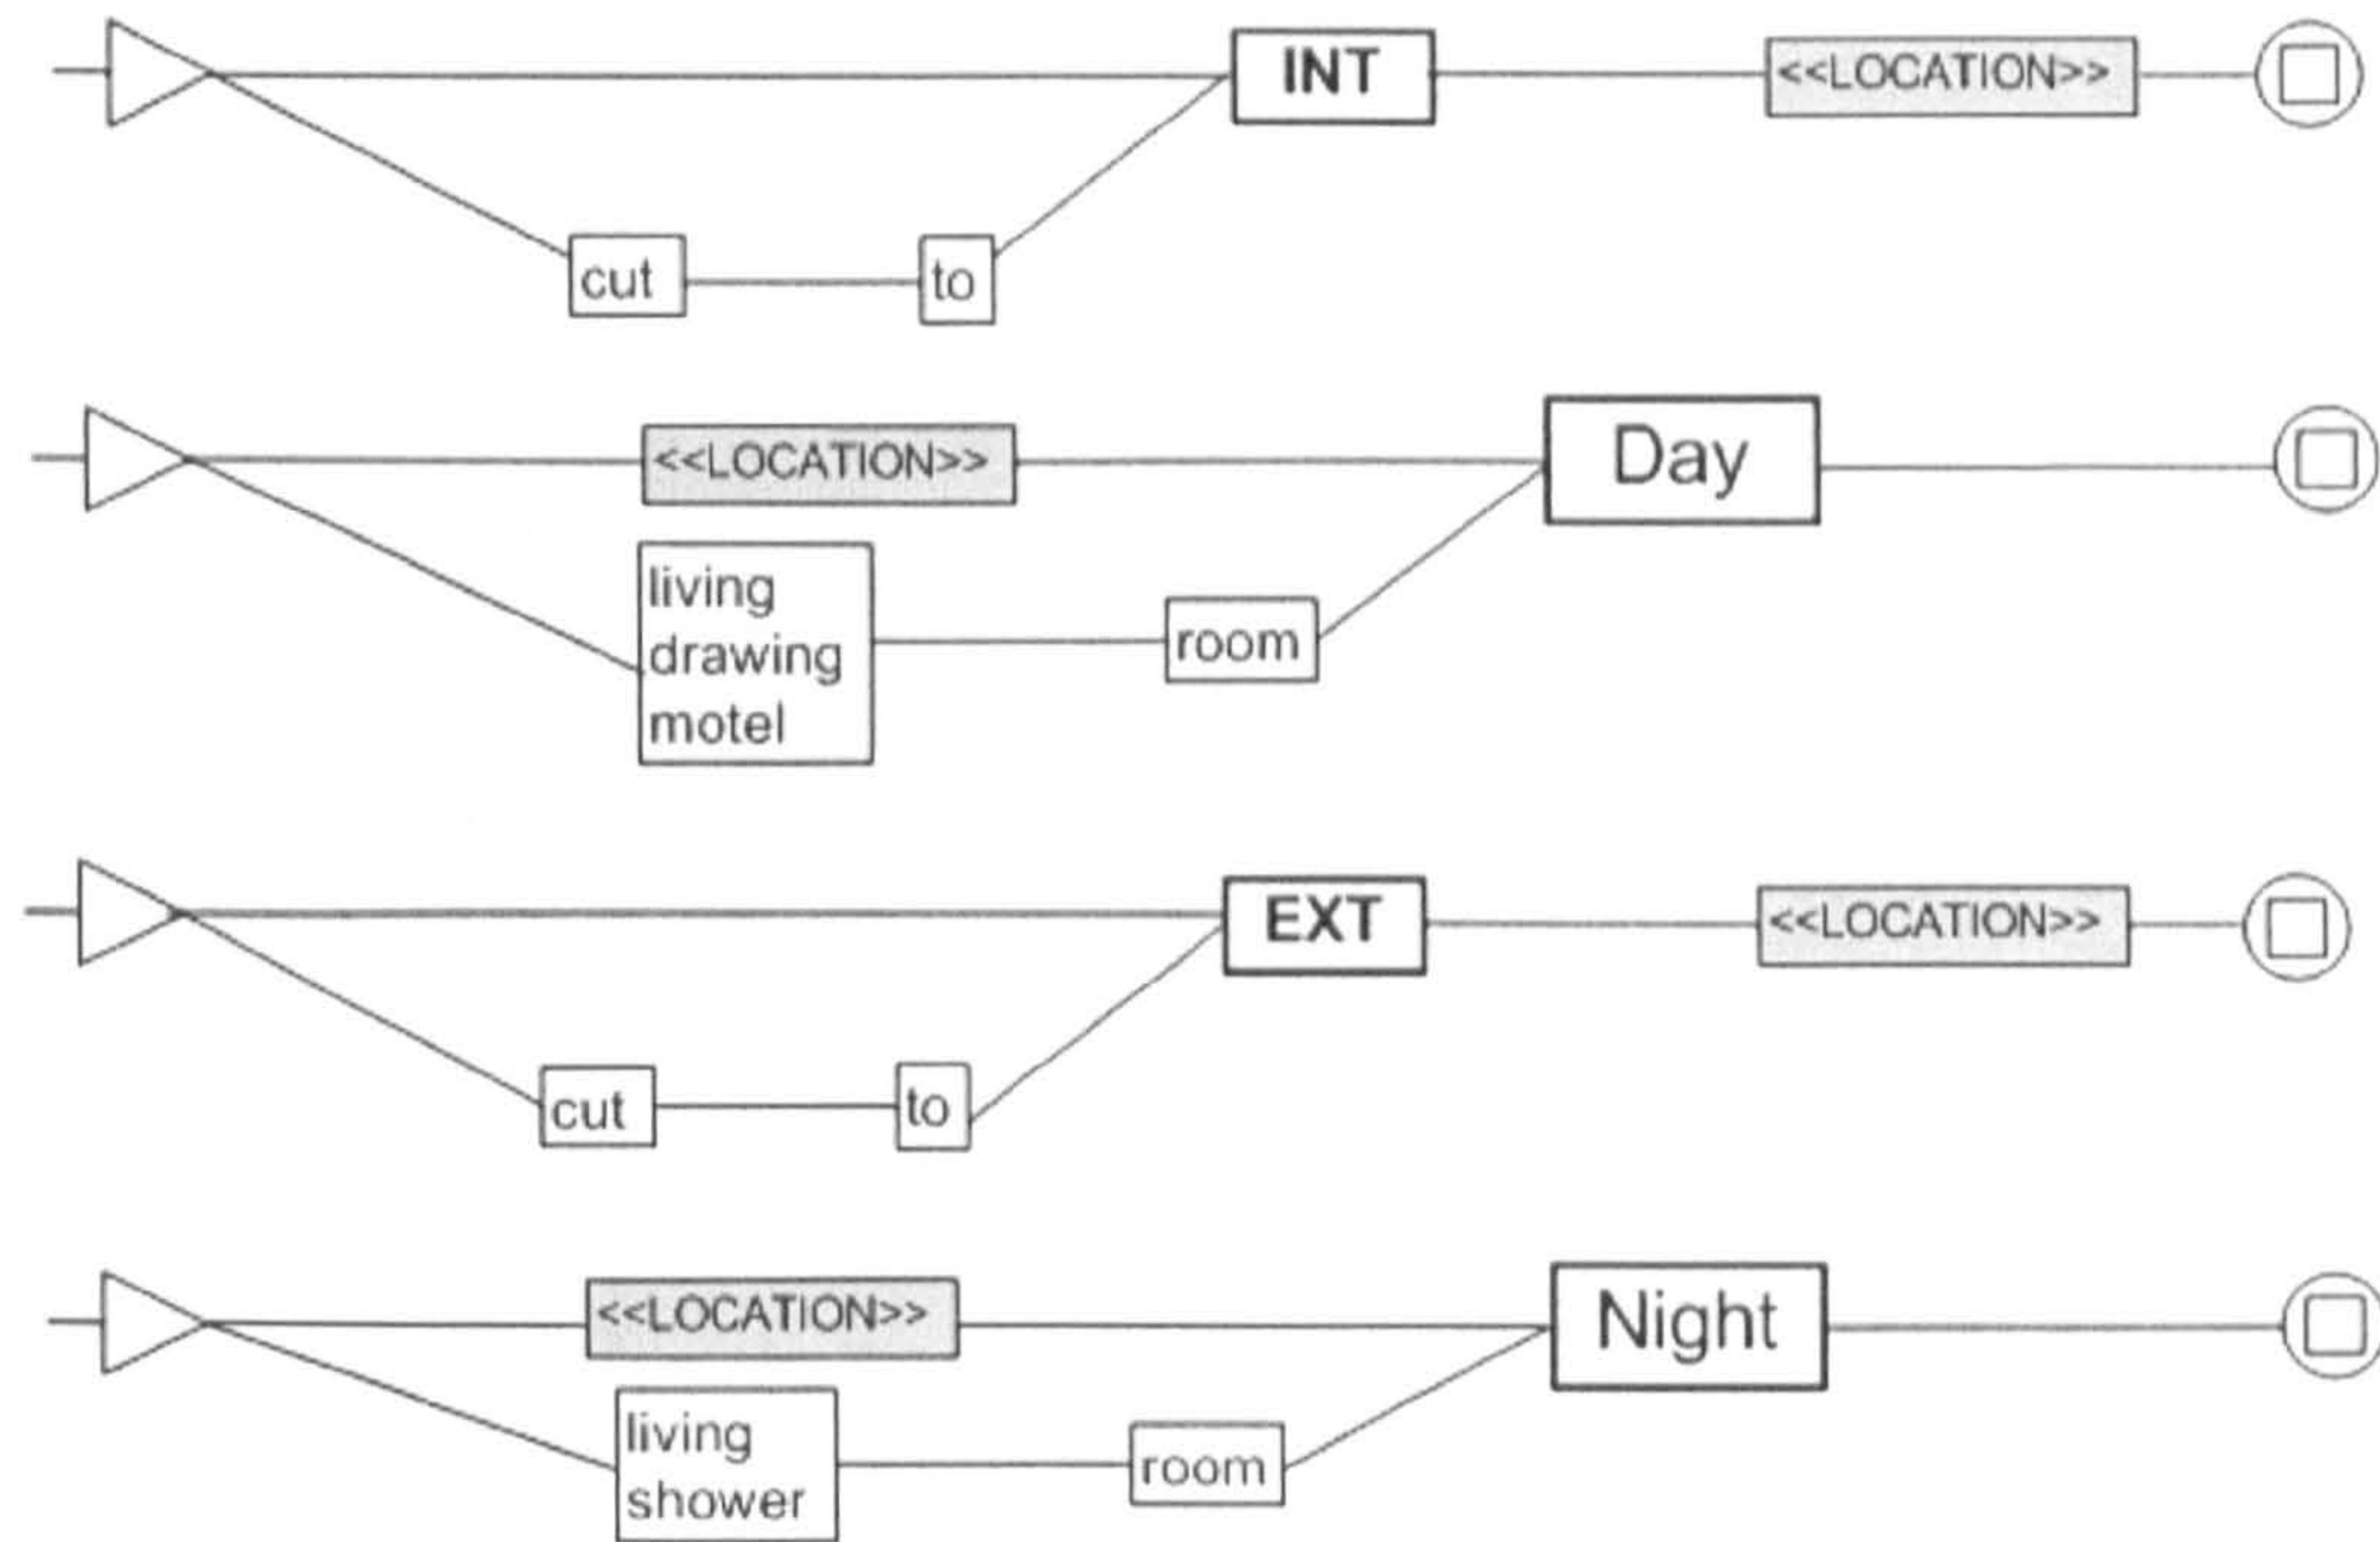 INT <<LOCATION>>
cut to
<<LOCATION>> Day
living
drawing room
motel
EXT <<LOCATION>>
cut to
<<LOCATION>> Night
living
room
shower